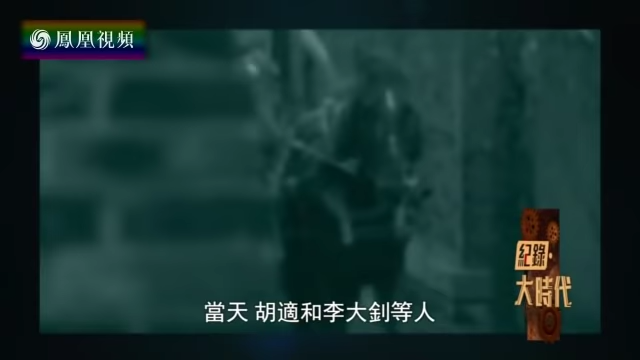 鳳凰視頻
紀錄·
大時代
當天 胡適和李大釗等人